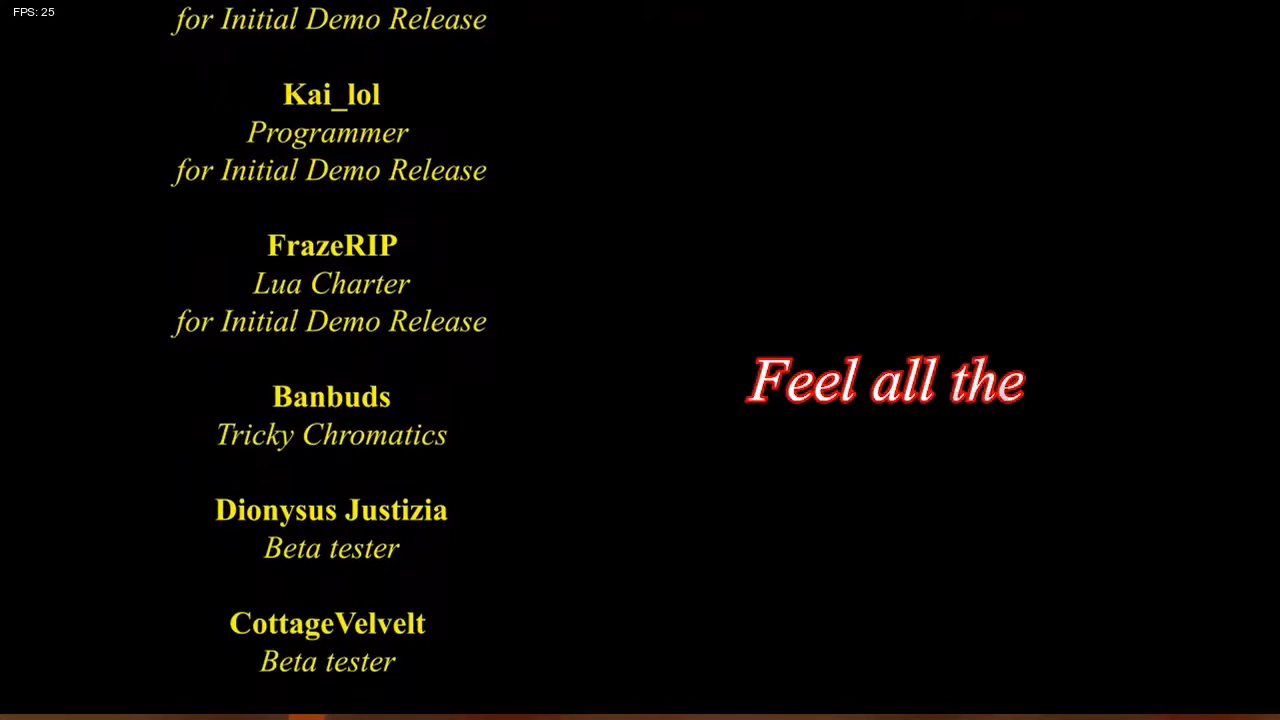 FPS: 25
for Initial Demo Release
Kai_lol
Programmer
for Initial Demo Release
FrazeRIP
Lua Charter
for Initial Demo Release
Banbuds
Tricky Chromatics
Dionysus Justizia
Beta tester
CottageVelvelt
Beta tester
Feel all the